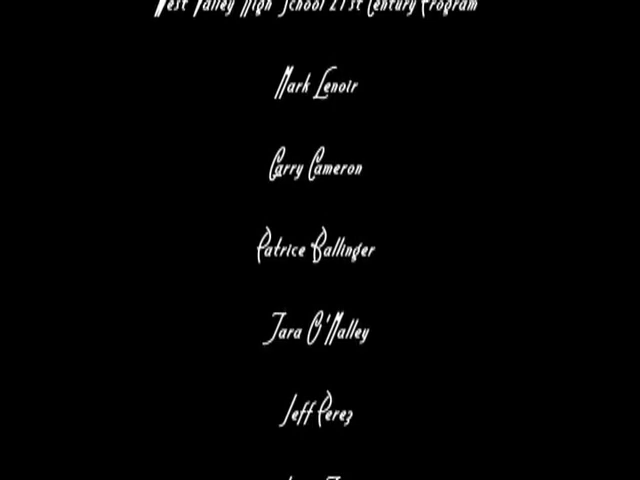 West Valley High School 21st Century Program
Mark Lenoir
Carry Cameron
Patrice Ballinger
Tara O'Malley
Jeff Perez